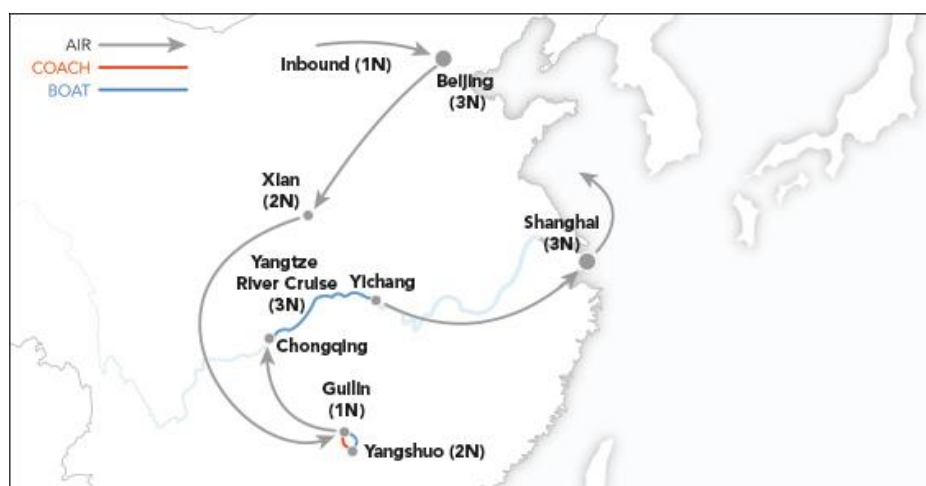 AIR
COACH
BOAT
Inbound (1N)
Beijing
(3N)
Xian
(2N)
Shanghai
(3N)
Yangtze
River Cruise
(3N)
Yichang
Chongqing
Guilin
(1N)
Yangshuo (2N)